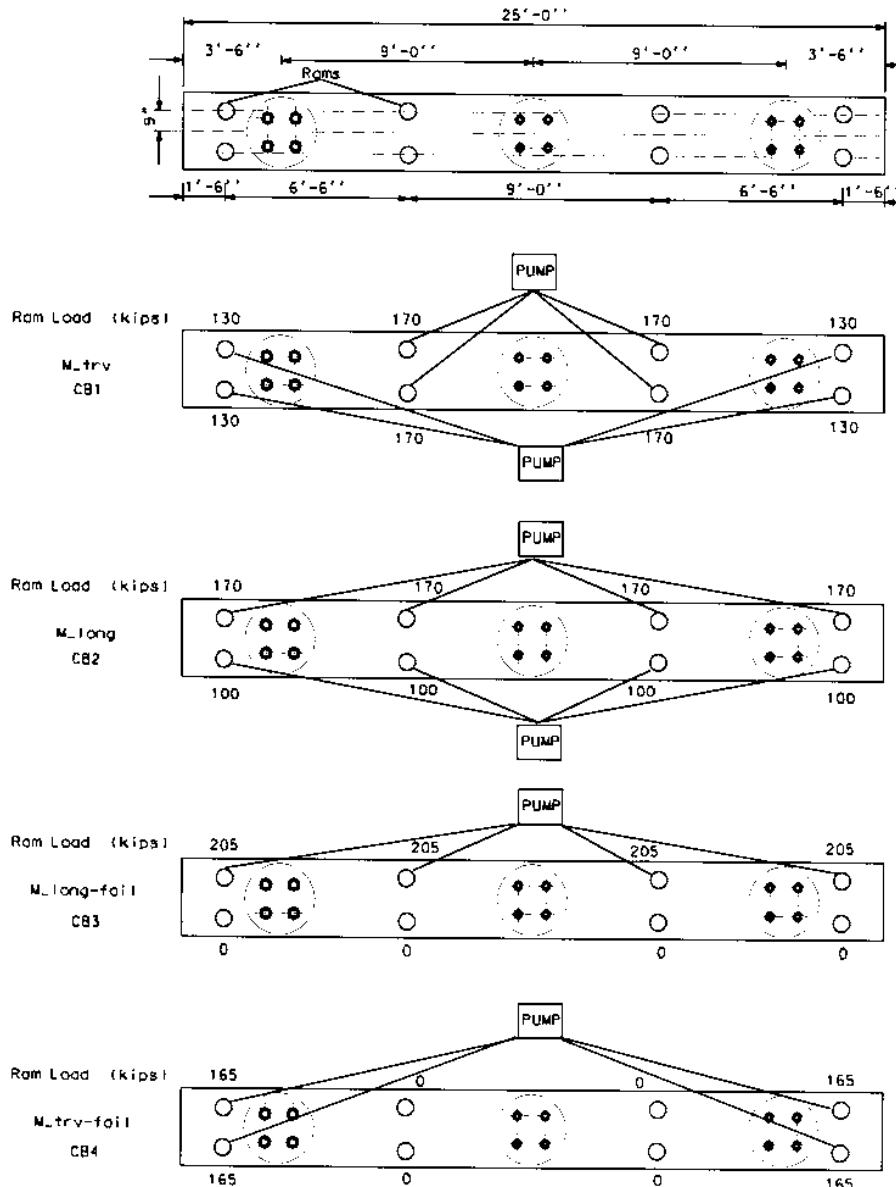 25'-0''
3'-6'' 9'-0'' 9'-0'' 3'-6''
Rams
9"
1'-6'' 6'-6'' 9'-0'' 6'-6'' 1'-6''
PUMP
Ram Load (kips) 130 170 170 130
M_trv
CB1
130 170 170 130
PUMP
PUMP
Ram Load (kips) 170 170 170 170
M_long
CB2
100 100 100 100
PUMP
PUMP
Ram Load (kips) 205 205 205 205
M_long-fail
CB3
0 0 0 0
PUMP
Ram Load (kips) 165 0 0 165
M_trv-fail
CB4
165 0 0 165